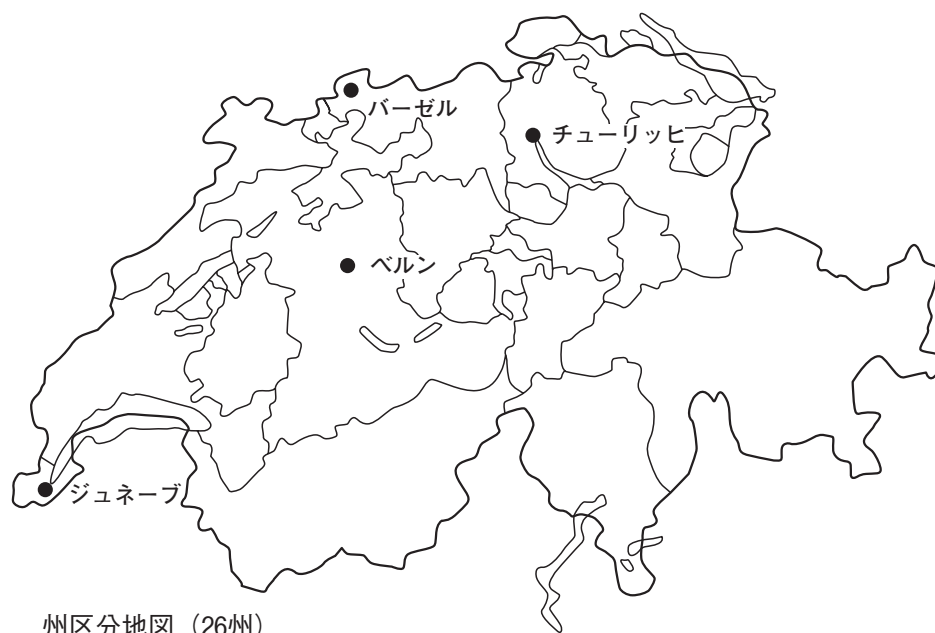 バーゼル
チューリッヒ
ベルン
ジュネーブ
州区分地図（26州）